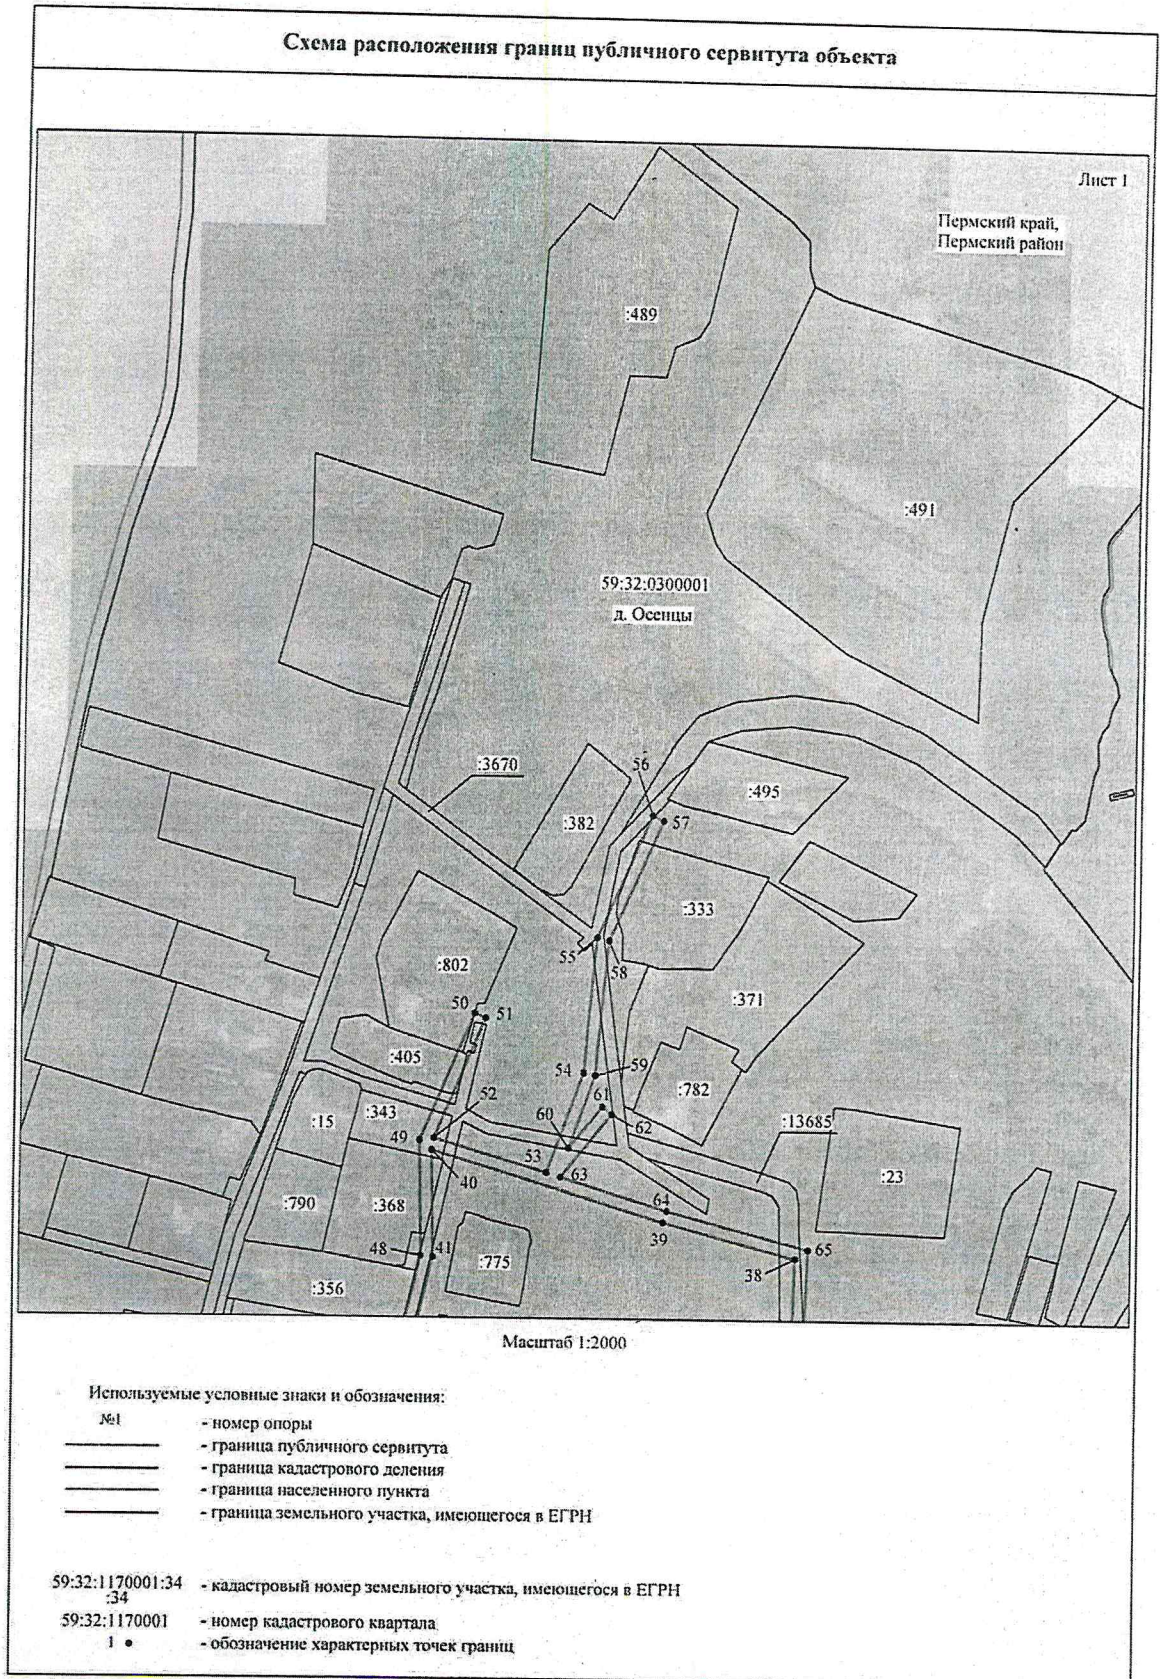 Схема расположения границ публичного сервитута объекта
Лист 1
Пермский край,
Пермский район
:489
:491
59:32:0300001
д. Осенцы
:3670
56
:495
57
:382
:333
55
58
:802
:371
50
51
:405
54
59
:782
52
61
62
:343
:15
60
:13685
49
53
40
63
:23
:790
:368
64
39
48
41
65
:775
38
:356
Масштаб 1:2000
Используемые условные знаки и обозначения:
№1 - номер опоры
- граница публичного сервитута
- граница кадастрового деления
- граница населенного пункта
- граница земельного участка, имеющегося в ЕГРН
59:32:1170001:34 - кадастровый номер земельного участка, имеющегося в ЕГРН
:34
59:32:1170001 - номер кадастрового квартала
1 - обозначение характерных точек границ